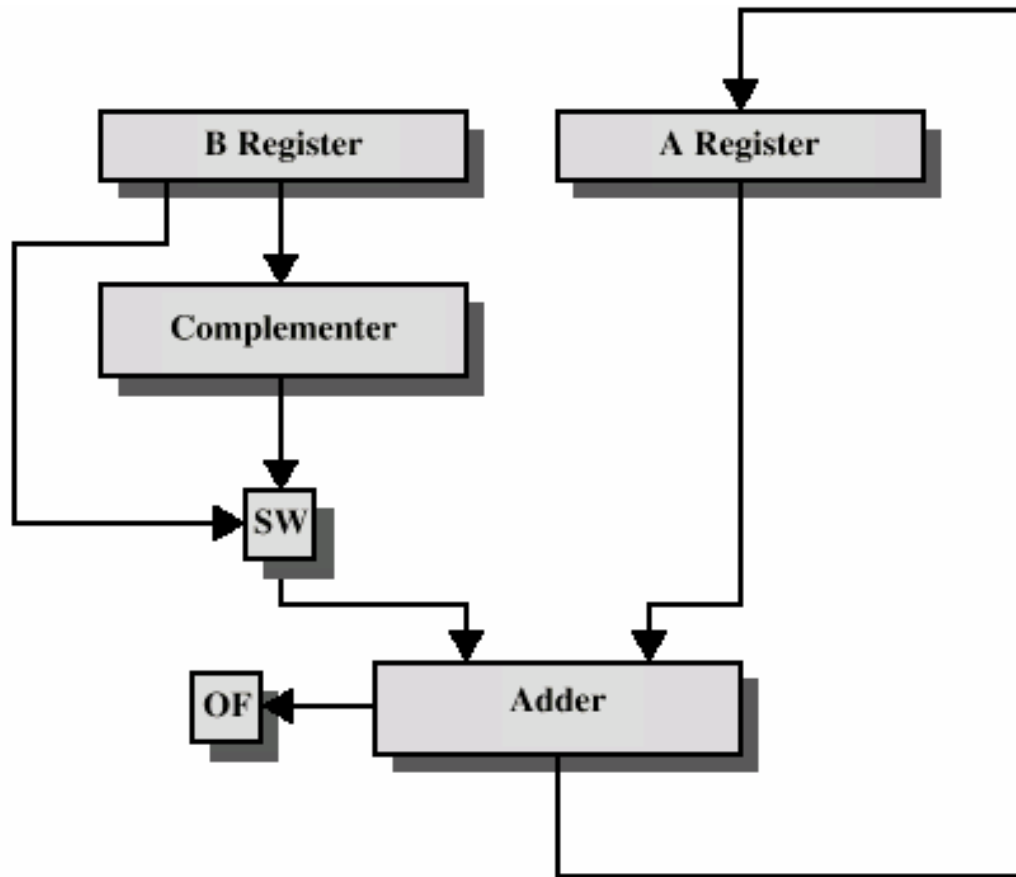 B Register
A Register
Complementer
SW
OF
Adder